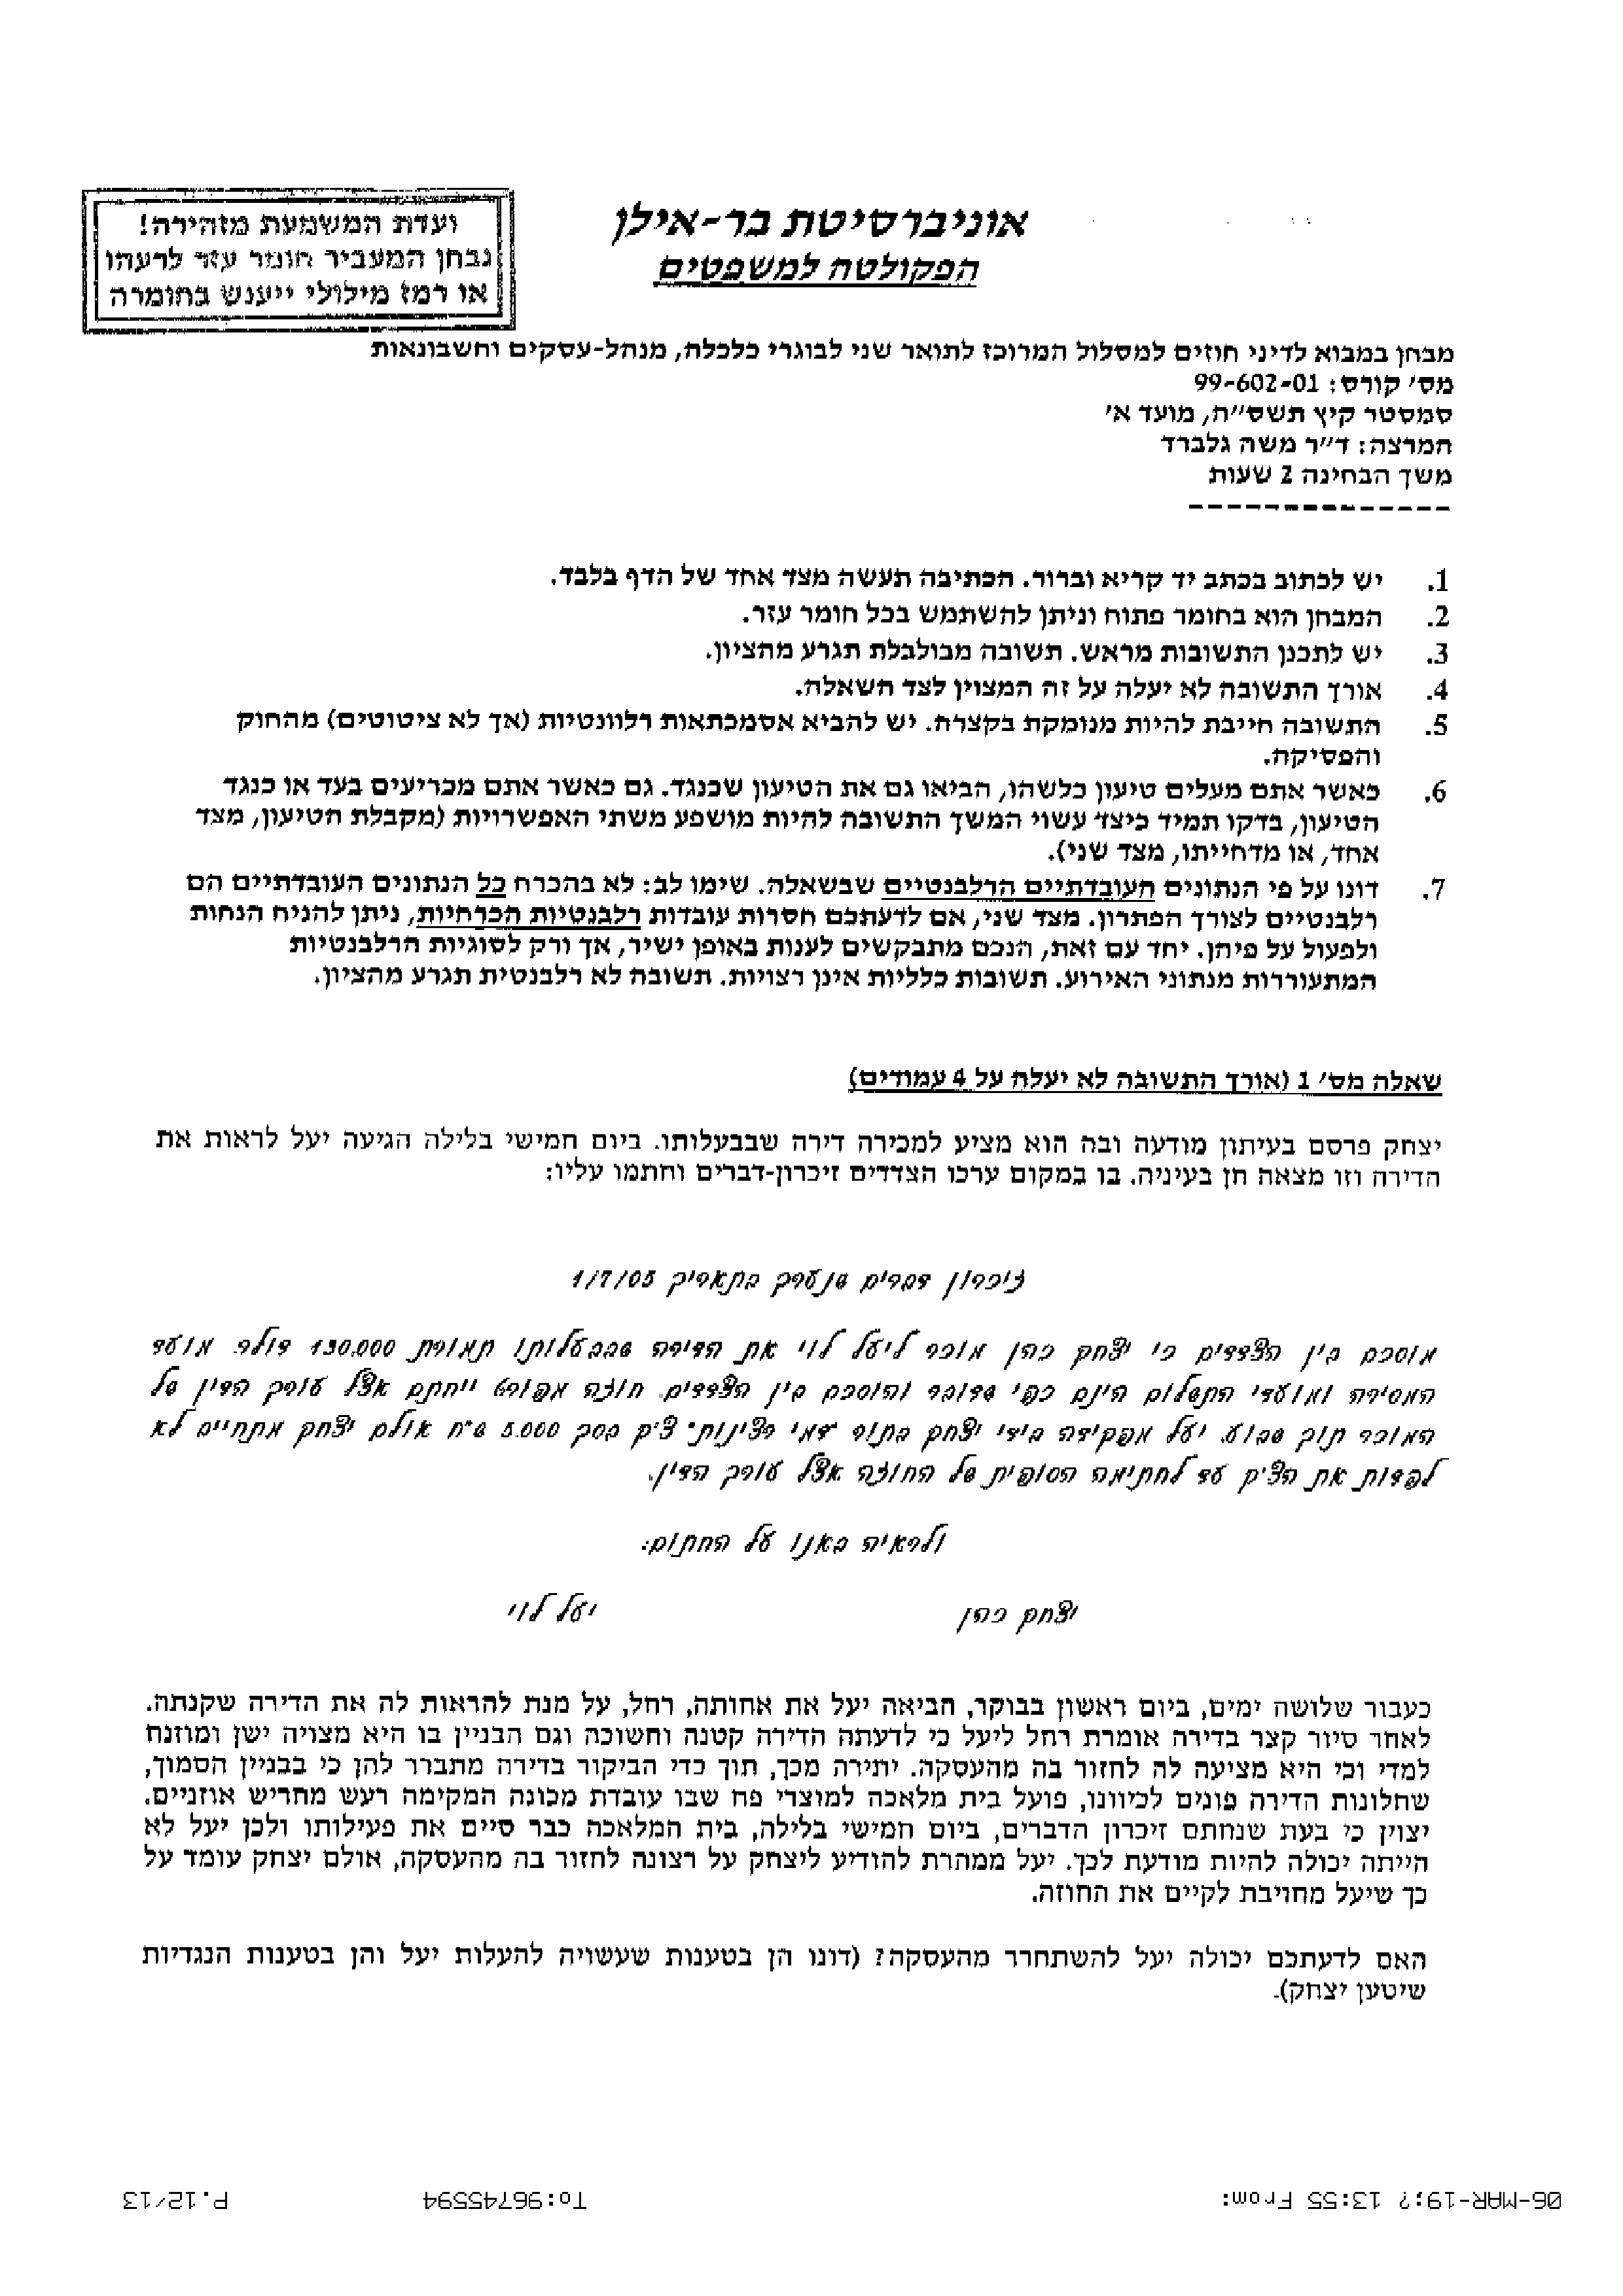 ועדת המשמעת מזהירה!
נבחן המעביר חומר עזר לרעהו
או רמז מילולי ייענש בחומרה
אוניברסיטת בר-אילן
הפקולטה למשפטים
מבחן במבוא לדיני חוזים למסלול המרוכז לתואר שני לבוגרי כלכלה, מנהל-עסקים וחשבונאות
מס' קורס: 99-602-01
סמסטר קיץ תשס"ח, מועד א'
המרצה: ד"ר משה גלברד
משך הבחינה 2 שעות
---------------
1. יש לכתוב בכתב יד קריא וברור. הכתיבה תעשה מצד אחד של הדף בלבד.
2. המבחן הוא בחומר פתוח וניתן להשתמש בכל חומר עזר.
3. יש לתכנן התשובות מראש. תשובה מבולבלת תגרע מהציון.
4. אורך התשובה לא יעלה על זה המצוין לצד השאלה.
5. התשובה חייבת להיות מנומקת בקצרה. יש להביא אסמכתאות רלוונטיות (אך לא ציטוטים) מהחוק
והפסיקה.
6. כאשר אתם מעלים טיעון כלשהו, הביאו גם את הטיעון שכנגד. גם כאשר אתם מכריעים בעד או כנגד
הטיעון, בדקו תמיד כיצד עשוי המשך התשובה להיות מושפע משתי האפשרויות (מקבלת הטיעון, מצד
אחד, או מדחייתו, מצד שני).
7. דונו על פי הנתונים העובדתיים הרלבנטיים שבשאלה. שימו לב: לא בהכרח כל הנתונים העובדתיים הם
רלבנטיים לצורך הפתרון. מצד שני, אם לדעתכם חסרות עובדות רלבנטיות הכרחיות, ניתן להניח הנחות
ולפעול על פיהן. יחד עם זאת, הנכם מתבקשים לענות באופן ישיר, אך ורק לסוגיות הרלבנטיות
המתעוררות מנתוני האירוע. תשובות כלליות אינן רצויות. תשובה לא רלבנטית תגרע מהציון.
שאלה מס' 1 (אורך התשובה לא יעלה על 4 עמודים)
יצחק פרסם בעיתון מודעה ובה הוא מציע למכירה דירה שבבעלותו. ביום חמישי בלילה הגיעה יעל לראות את
הדירה וזו מצאה חן בעיניה. בו במקום ערכו הצדדים זיכרון-דברים וחתמו עליו:
זיכרון דברים שנערך בתאריך 1/7/05
מוסכם בין הצדדים כי יצחק כהן מוכר ליעל לוי את הדירה שבבעלותו תמורת 130.000 דולר. מועד
המסירה ומועדי התשלום הינם כפי שדובר והוסכם בין הצדדים. חוזה מפורט ייחתם אצל עורך הדין של
המוכר תוך שבוע. יעל מפקידה בידי יצחק בתור "דמי רצינות" צ'ק בסך 5.000 ש"ח אולם יצחק מתחייב לא
לפדות את הצ'ק עד לחתימה הסופית של החוזה אצל עורך הדין.
ולראיה באנו על החתום:
יצחק כהן יעל לוי
כעבור שלושה ימים, ביום ראשון בבוקר, הביאה יעל את אחותה, רחל, על מנת להראות לה את הדירה שקנתה.
לאחר סיור קצר בדירה אומרת רחל ליעל כי לדעתה הדירה קטנה וחשוכה וגם הבניין בו היא מצויה ישן ומוזנח
למדי וכי היא מציעה לה לחזור בה מהעסקה. יתירה מכך, תוך כדי הביקור בדירה מתברר להן כי בבניין הסמוך,
שחלונות הדירה פונים לכיוונו, פועל בית מלאכה למוצרי פח שבו עובדת מכונה המקימה רעש מחריש אוזניים.
יצוין כי בעת שנחתם זיכרון הדברים, ביום חמישי בלילה, בית המלאכה כבר סיים את פעילותו ולכן יעל לא
הייתה יכולה להיות מודעת לכך. יעל ממהרת להודיע ליצחק על רצונה לחזור בה מהעסקה, אולם יצחק עומד על
כך שיעל מחויבת לקיים את החוזה.
האם לדעתכם יכולה יעל להשתחרר מהעסקה? (דונו הן בטענות שעשויה להעלות יעל והן בטענות הנגדיות
שיטען יצחק).
06-MAR-19;? 13:55 From: To:96745594 P.12/13